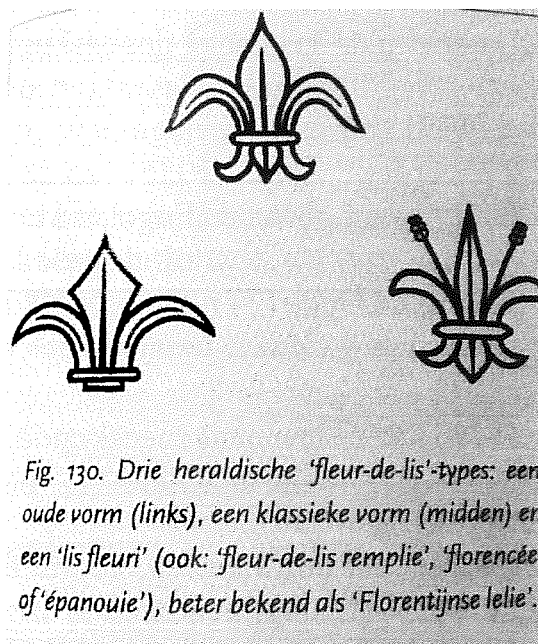 Fig. 130. Drie heraldische ‘fleur-de-lis’-types: een
oude vorm (links), een klassieke vorm (midden) en
een ‘lis fleuri’ (ook: ‘fleur-de-lis remplie’, ‘florencée
of ‘épanouie’), beter bekend als ‘Florentijnse lelie’.